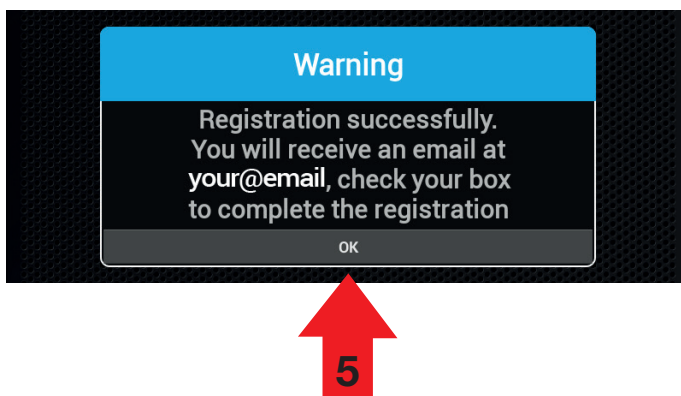 Warning
Registration successfully.
You will receive an email at
your@email, check your box
to complete the registration
OK
5